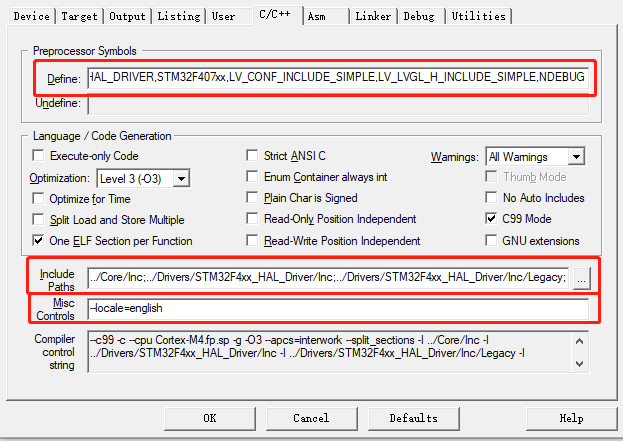 Device Target Output Listing User C/C++ Asm Linker Debug Utilities
Preprocessor Symbols
Define: HAL_DRIVER,STM32F407xx,LV_CONF_INCLUDE_SIMPLE,LV_LVGL_H_INCLUDE_SIMPLE,NDEBUG
Undefine:
Language / Code Generation
Execute-only Code Strict ANSI C Warnings: All Warnings
Optimization: Level 3 (-O3) Enum Container always int Thumb Mode
Optimize for Time Plain Char is Signed No Auto Includes
Split Load and Store Multiple Read-Only Position Independent C99 Mode
One ELF Section per Function Read-Write Position Independent GNU extensions
Include Paths ../Core/Inc;../Drivers/STM32F4xx_HAL_Driver/Inc;../Drivers/STM32F4xx_HAL_Driver/Inc/Legacy; ...
Misc Controls --locale=english
Compiler control string --c99 -c --cpu Cortex-M4.fp.sp -g -O3 --apcs=interwork --split_sections -I ../Core/Inc -I
../Drivers/STM32F4xx_HAL_Driver/Inc -I ../Drivers/STM32F4xx_HAL_Driver/Inc/Legacy -I
OK Cancel Defaults Help